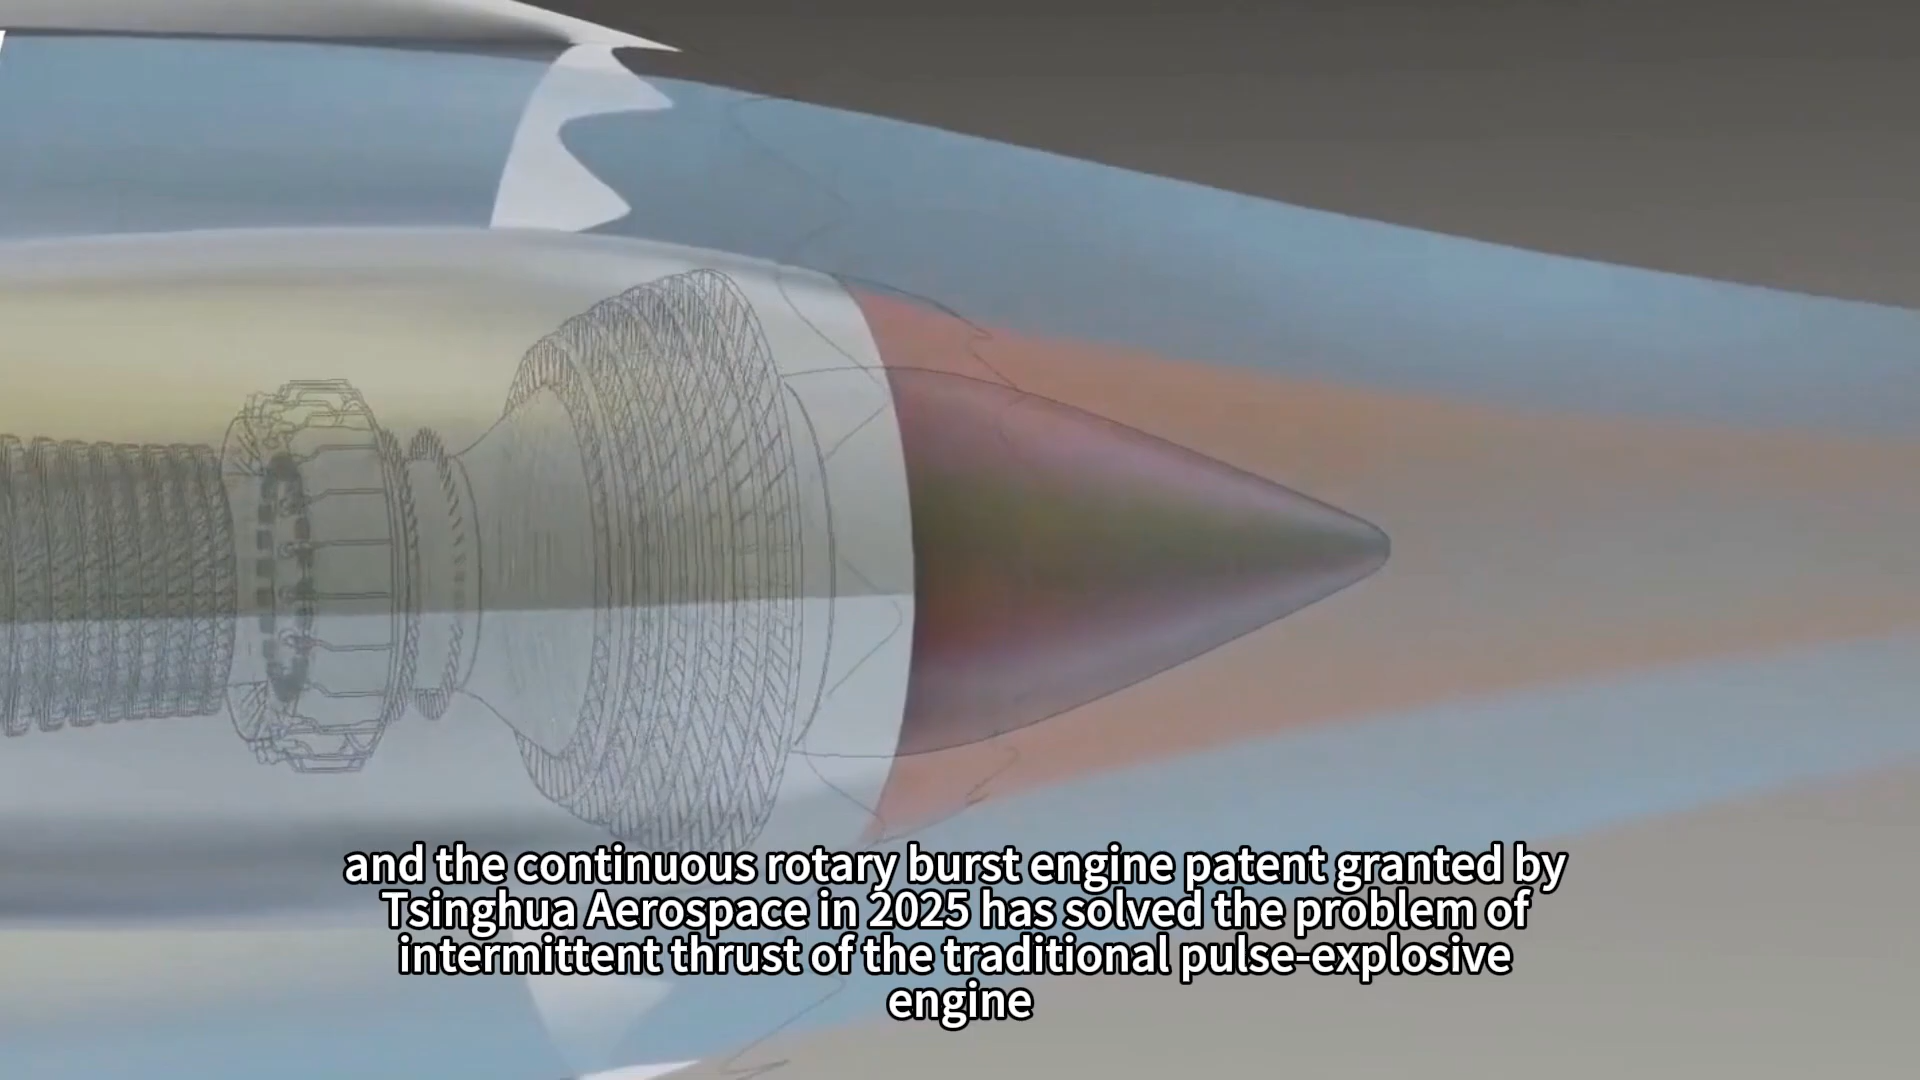 and the continuous rotary burst engine patent granted by
Tsinghua Aerospace in 2025 has solved the problem of
intermittent thrust of the traditional pulse-explosive
engine